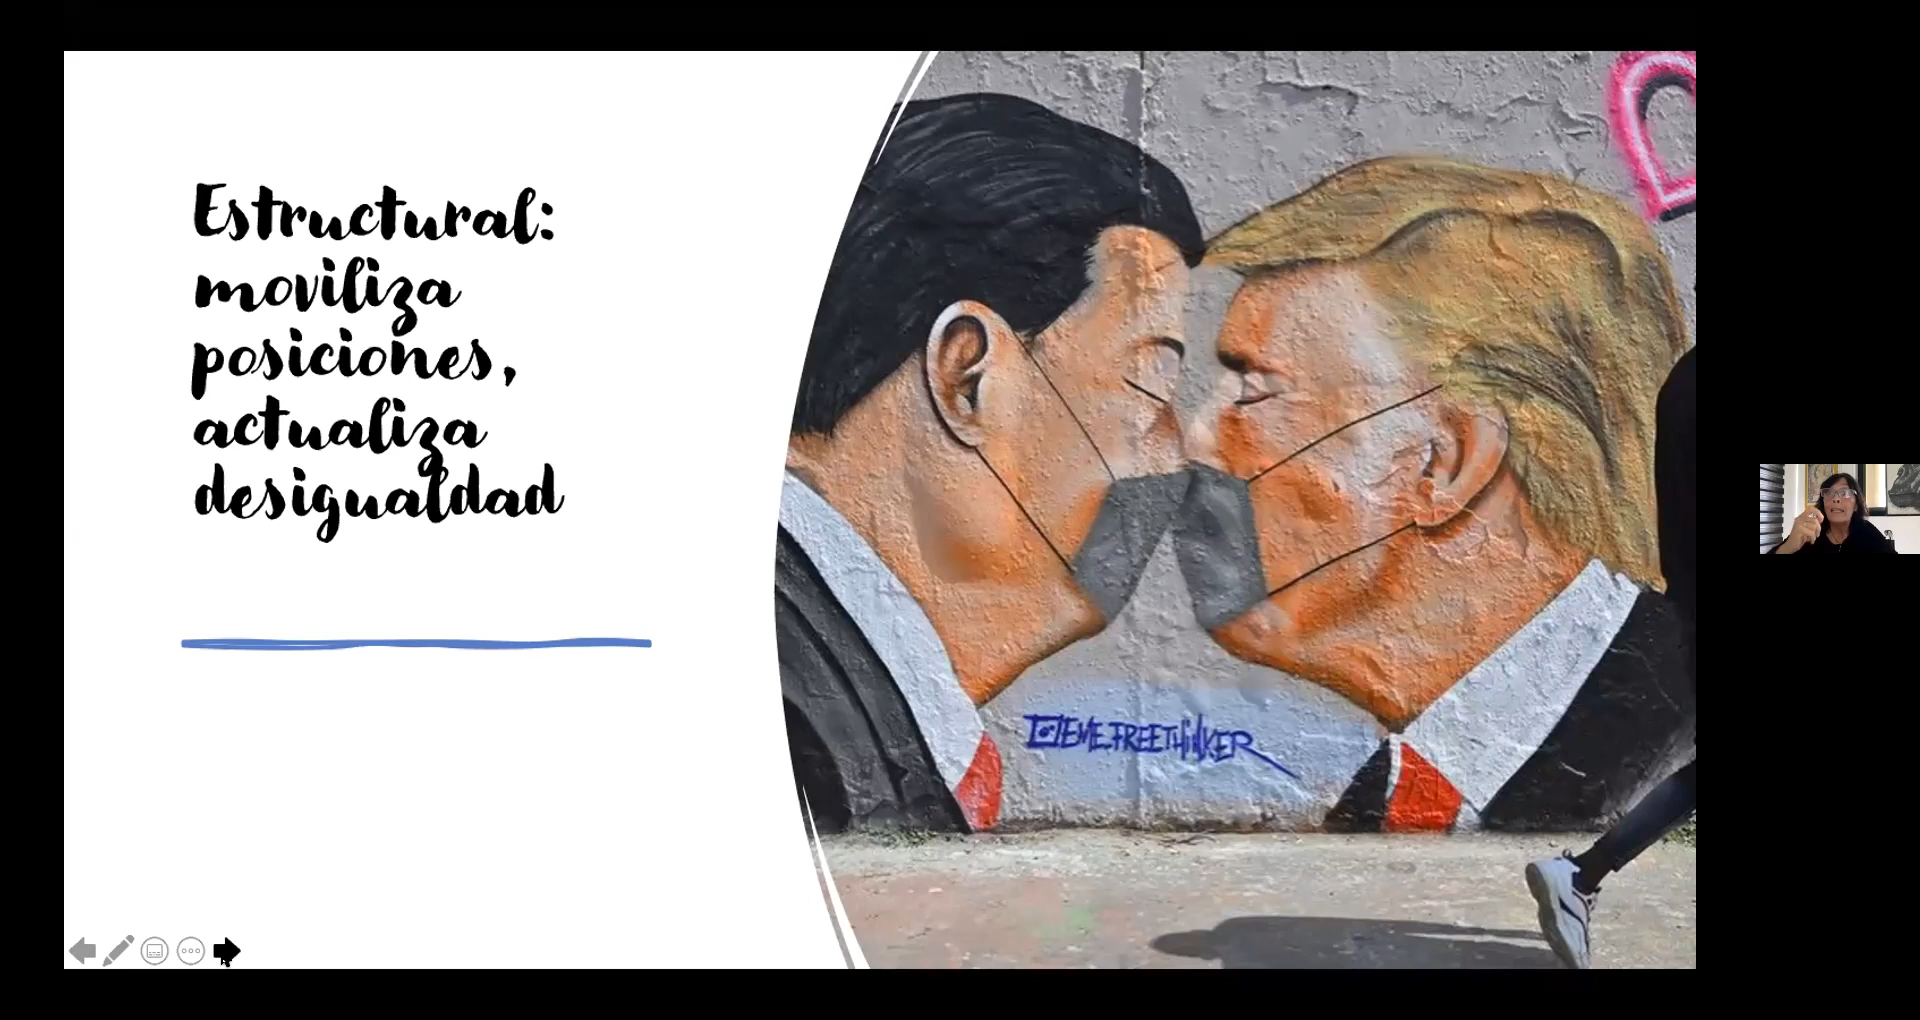 Estructural:
moviliza
posiciones,
actualiza
desigualdad
EME.FREETHINKER